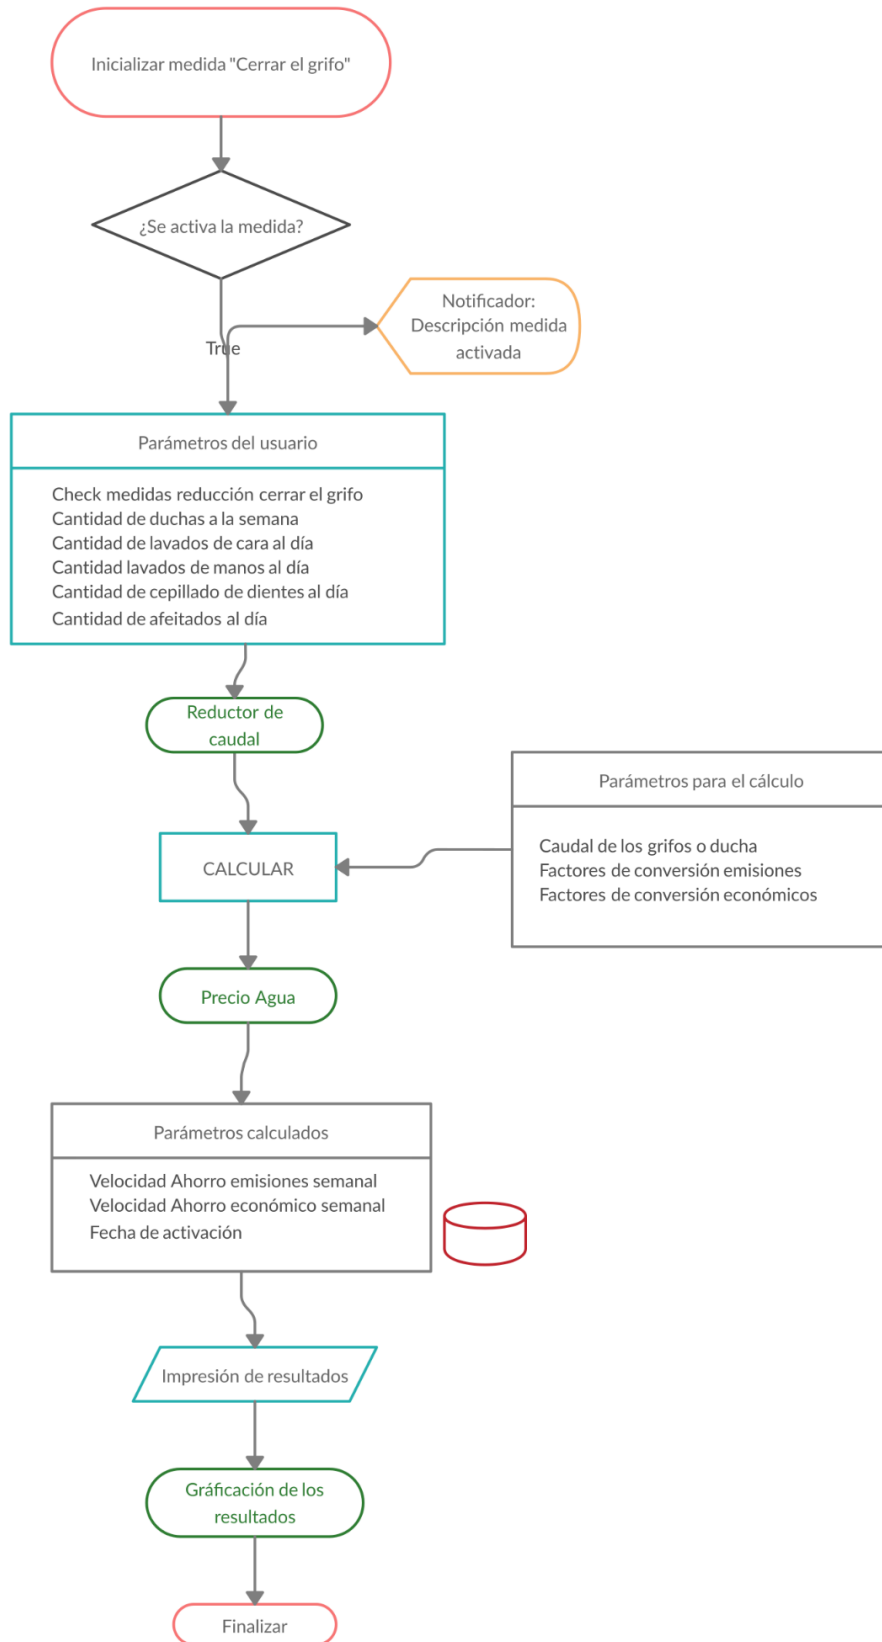 Inicializar medida "Cerrar el grifo"
¿Se activa la medida?
Notificador:
Descripción medida
activada
True
Parámetros del usuario
Check medidas reducción cerrar el grifo
Cantidad de duchas a la semana
Cantidad de lavados de cara al día
Cantidad lavados de manos al día
Cantidad de cepillado de dientes al día
Cantidad de afeitados al día
Reductor de
caudal
Parámetros para el cálculo
Caudal de los grifos o ducha
Factores de conversión emisiones
Factores de conversión económicos
CALCULAR
Precio Agua
Parámetros calculados
Velocidad Ahorro emisiones semanal
Velocidad Ahorro económico semanal
Fecha de activación
Impresión de resultados
Gráficación de los
resultados
Finalizar